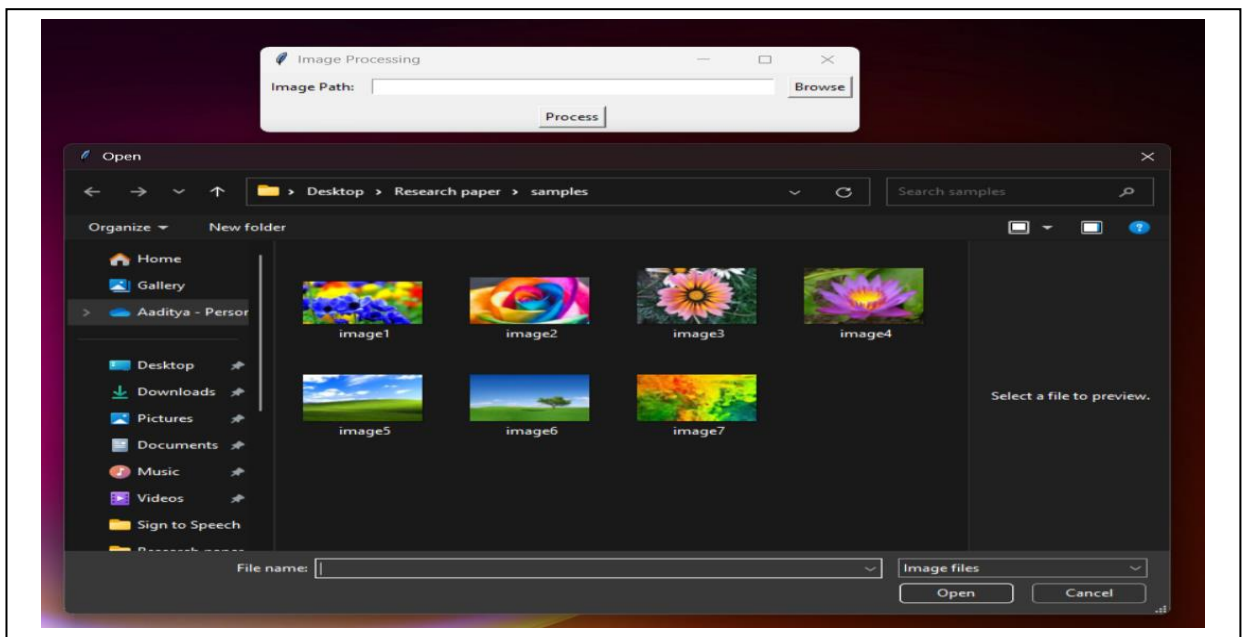 Image Processing
Image Path:
Browse
Process
Open
Desktop > Research paper > samples
Search samples
Organize
New folder
Home
Gallery
Aaditya - Person
Desktop
Downloads
Pictures
Documents
Music
Videos
Sign to Speech
image1
image2
image3
image4
image5
image6
image7
Select a file to preview.
File name:
Image files
Open
Cancel